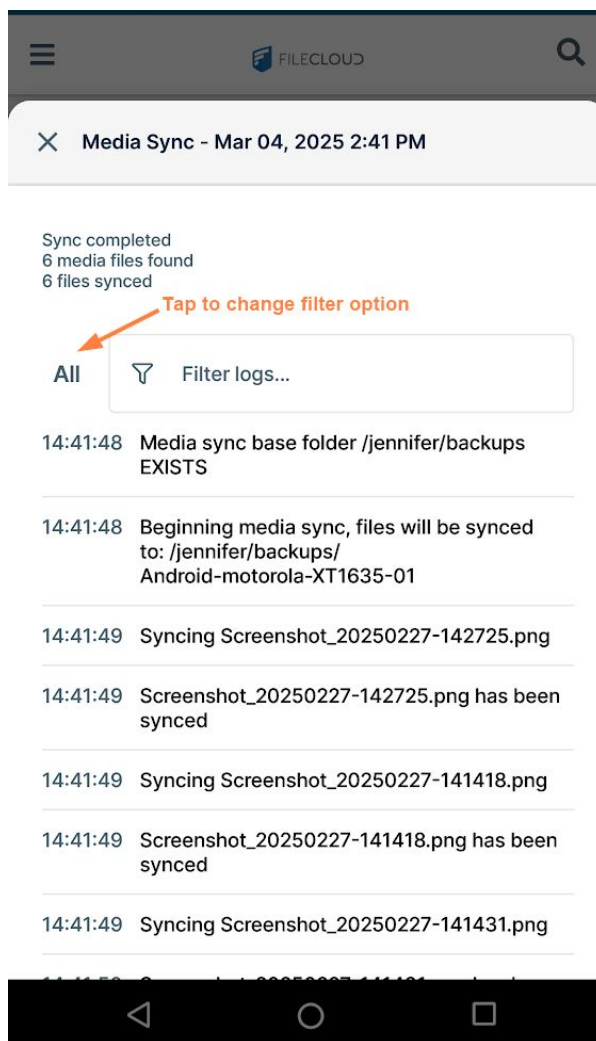 FILECLOUD
Media Sync - Mar 04, 2025 2:41 PM
Sync completed
6 media files found
6 files synced
Tap to change filter option
All
Filter logs...
14:41:48 Media sync base folder /jennifer/backups
EXISTS
14:41:48 Beginning media sync, files will be synced
to: /jennifer/backups/
Android-motorola-XT1635-01
14:41:49 Syncing Screenshot_20250227-142725.png
14:41:49 Screenshot_20250227-142725.png has been
synced
14:41:49 Syncing Screenshot_20250227-141418.png
14:41:49 Screenshot_20250227-141418.png has been
synced
14:41:49 Syncing Screenshot_20250227-141431.png